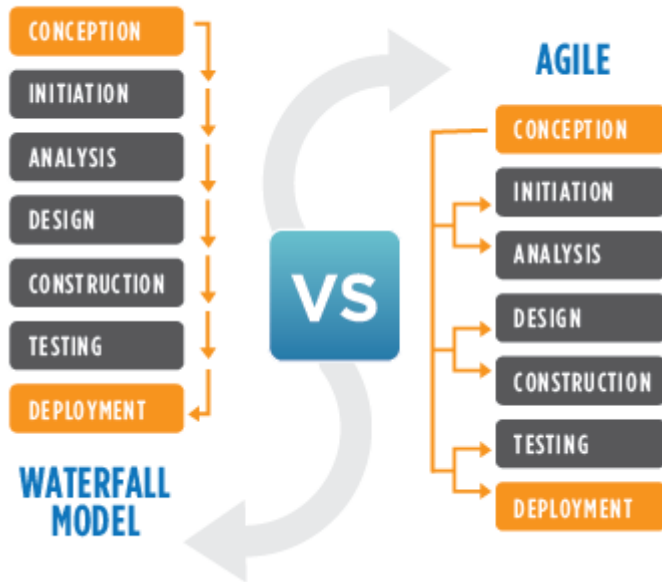 CONCEPTION
INITIATION
ANALYSIS
DESIGN
CONSTRUCTION
TESTING
DEPLOYMENT
WATERFALL
MODEL
VS
AGILE
CONCEPTION
INITIATION
ANALYSIS
DESIGN
CONSTRUCTION
TESTING
DEPLOYMENT